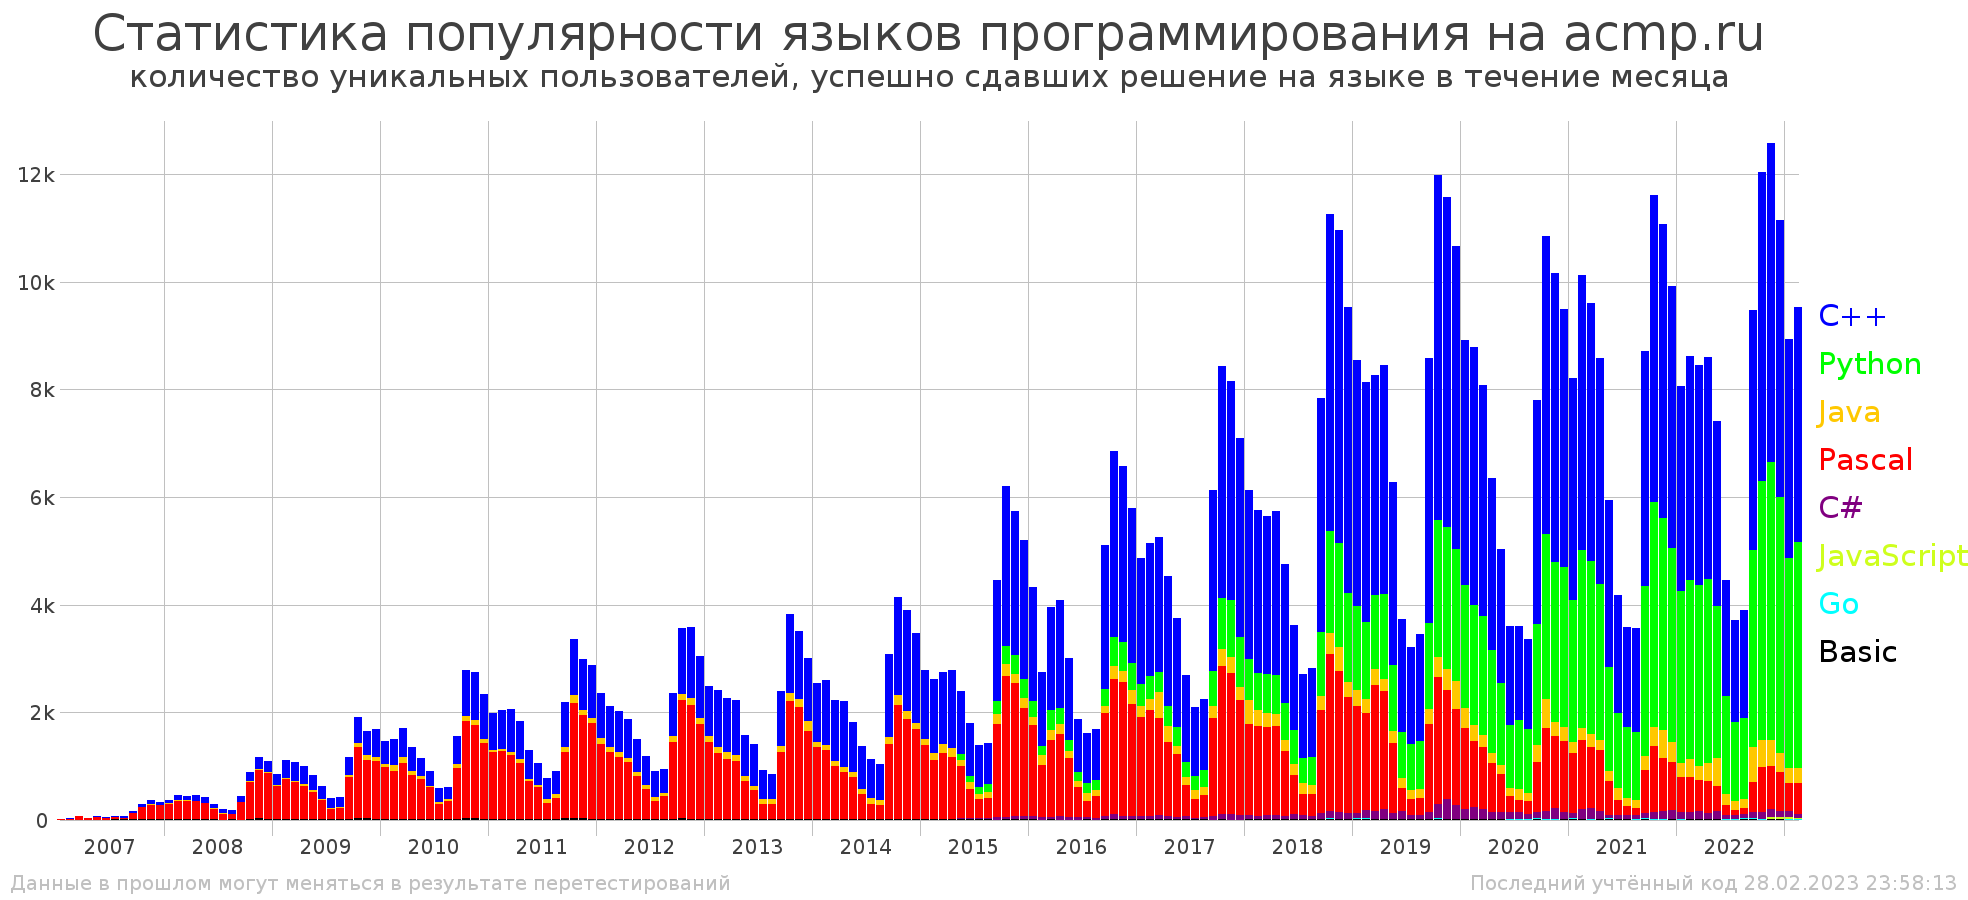 Статистика популярности языков программирования на acmp.ru
количество уникальных пользователей, успешно сдавших решение на языке в течение месяца
12k
10k
8k
6k
4k
2k
0
C++
Python
Java
Pascal
C#
JavaScript
Go
Basic
2007 2008 2009 2010 2011 2012 2013 2014 2015 2016 2017 2018 2019 2020 2021 2022
Данные в прошлом могут меняться в результате перетестирований
Последний учтённый код 28.02.2023 23:58:13